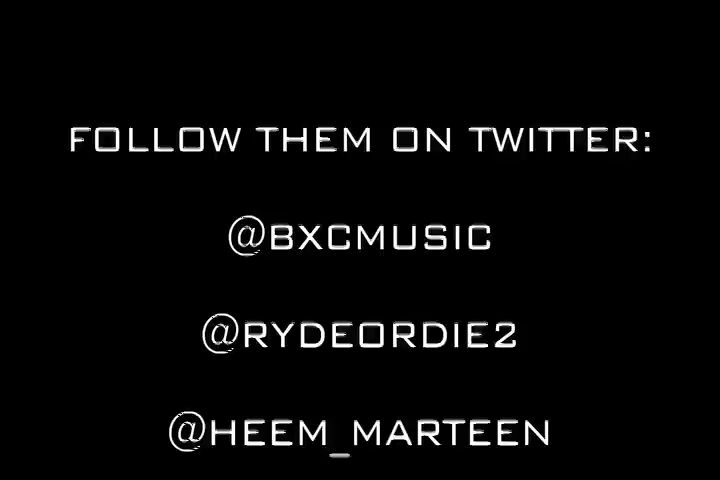 FOLLOW THEM ON TWITTER:
@BXCMUSIC
@RYDEORDIE2
@HEEM_MARTEEN